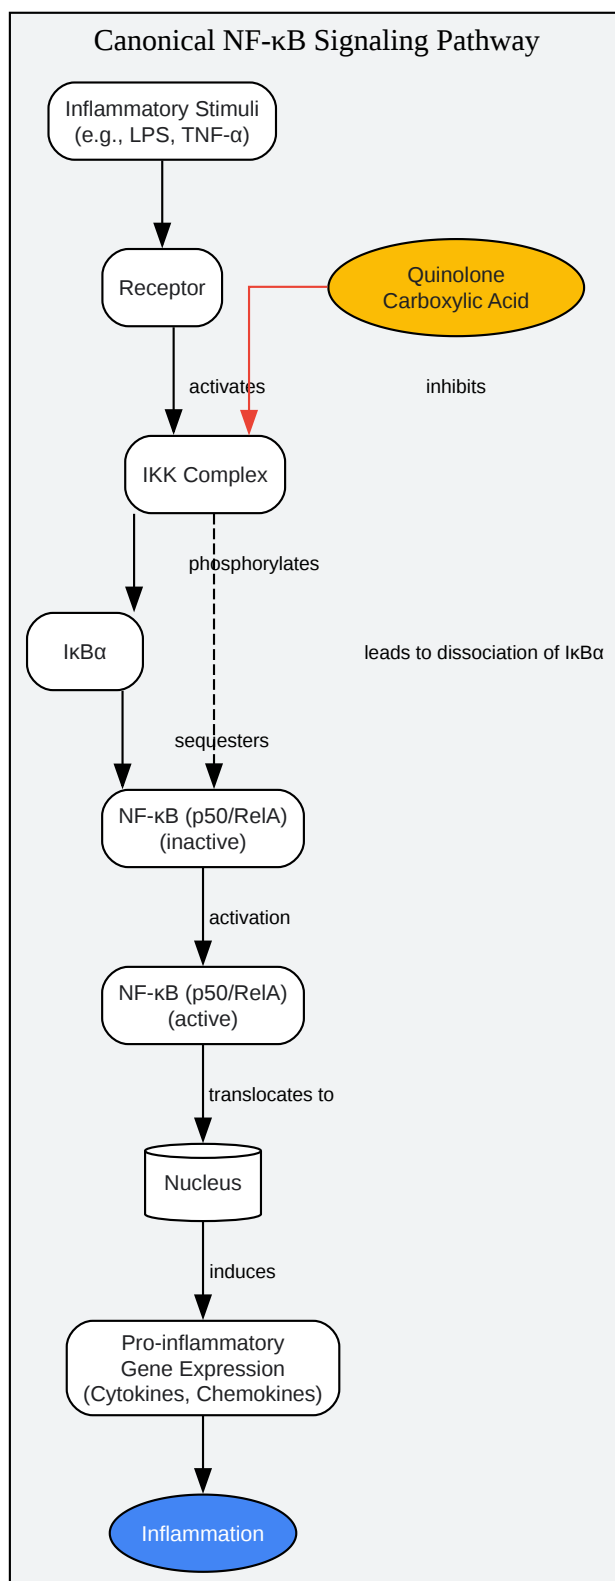 Canonical NF-κB Signaling Pathway
Inflammatory Stimuli
(e.g., LPS, TNF-α)
Receptor
Quinolone
Carboxylic Acid
activates
inhibits
IKK Complex
phosphorylates
IκBα
leads to dissociation of IκBα
sequesters
NF-κB (p50/RelA)
(inactive)
activation
NF-κB (p50/RelA)
(active)
translocates to
Nucleus
induces
Pro-inflammatory
Gene Expression
(Cytokines, Chemokines)
Inflammation